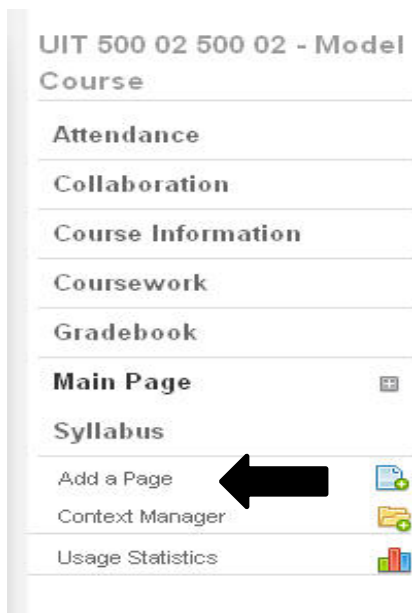 UIT 500 02 500 02 - Model
Course
Attendance
Collaboration
Course Information
Coursework
Gradebook
Main Page
Syllabus
Add a Page
Context Manager
Usage Statistics